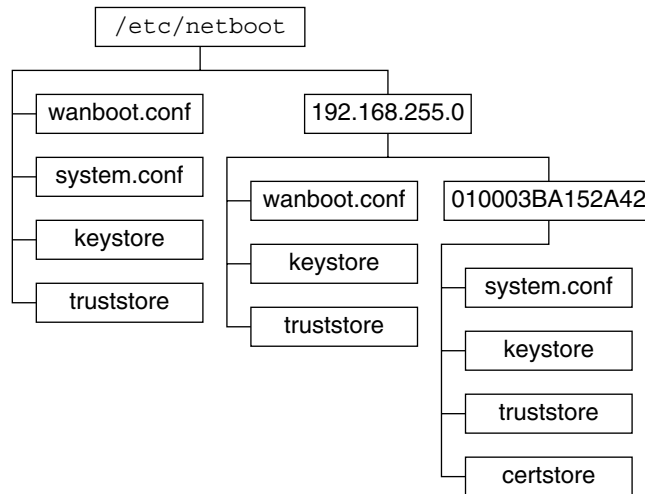 /etc/netboot
wanboot.conf
system.conf
keystore
truststore
192.168.255.0
wanboot.conf
keystore
truststore
010003BA152A42
system.conf
keystore
truststore
certstore